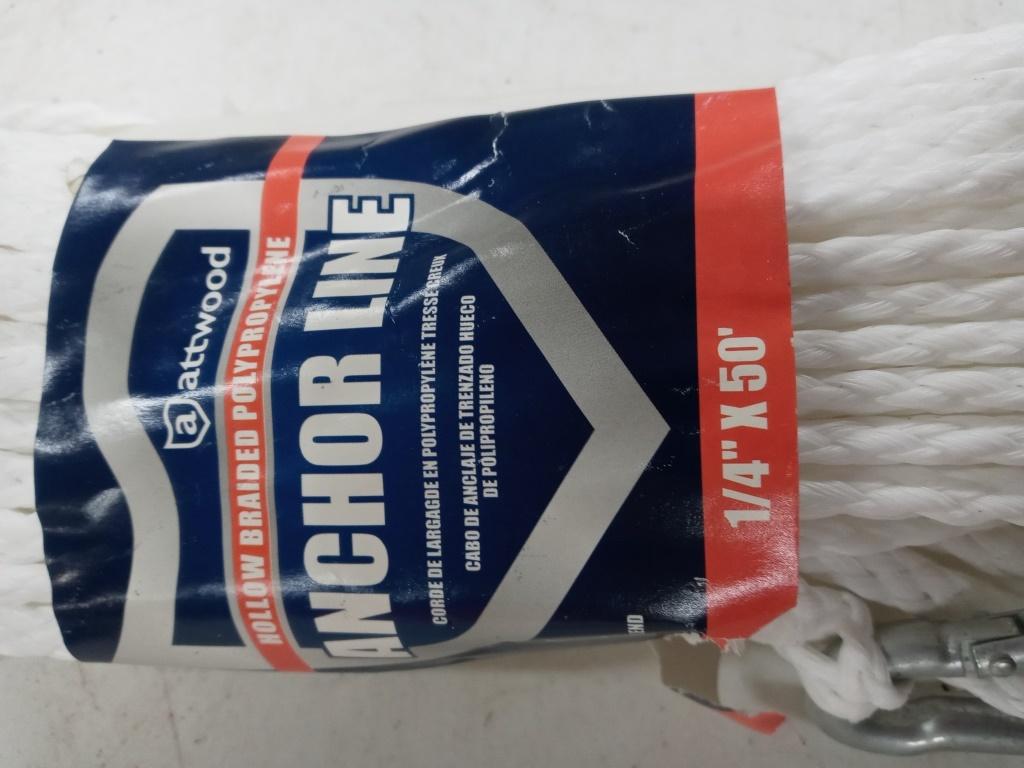 a attwood
HOLLOW BRAIDED POLYPROPYLENE
ANCHOR LINE
CORDE DE LARGAGDE EN POLYPROPYLÈNE TRESSÉ CREUX
CABO DE ANCLAJE DE TRENZADO HUECO
DE POLIPROPILENO
1/4" X 50'